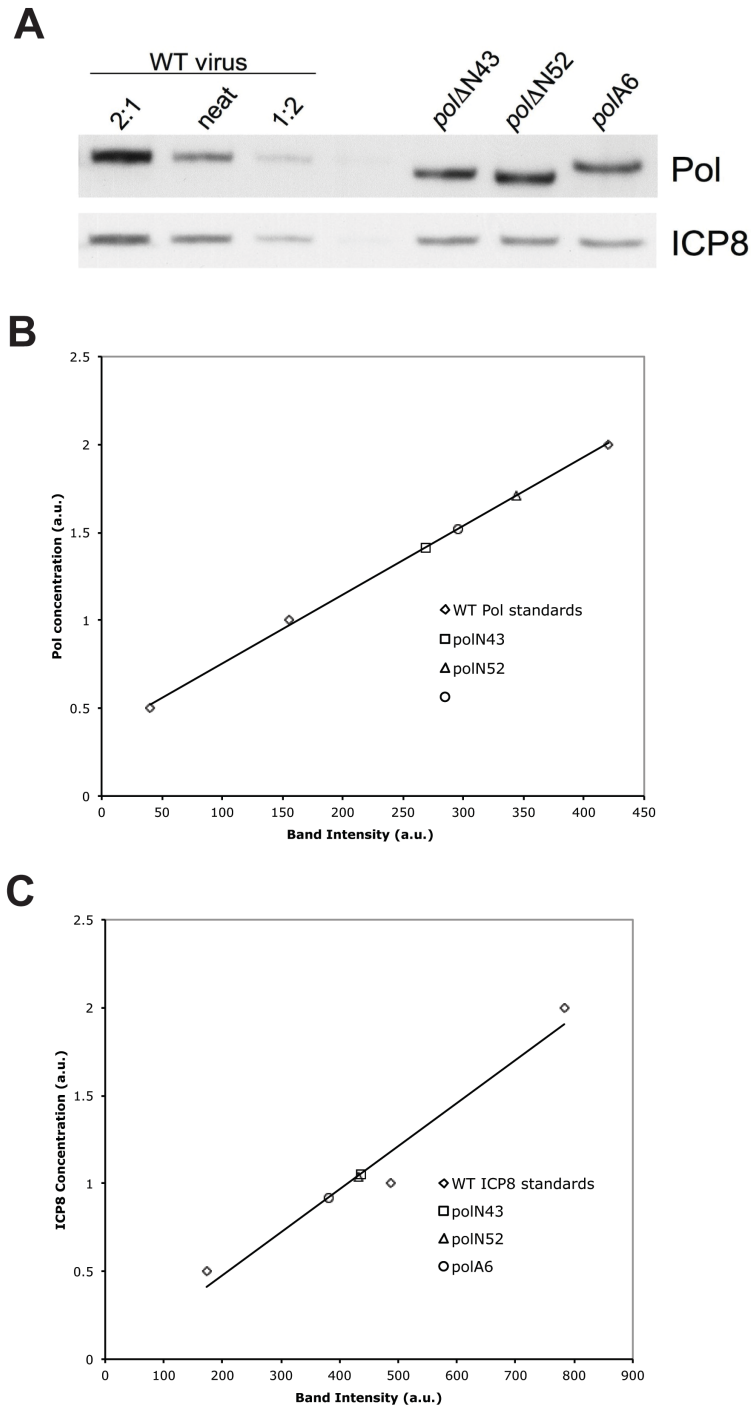 A
WT virus
2:1
neat
1:2
polΔN43
polΔN52
polA6
Pol
ICP8
B
2.5
2
1.5
1
0.5
0
Pol concentration (a.u.)
WT Pol standards
polN43
polN52
0 50 100 150 200 250 300 350 400 450
Band Intensity (a.u.)
C
2.5
2
1.5
1
0.5
0
ICP8 Concentration (a.u.)
WT ICP8 standards
polN43
polN52
polA6
0 100 200 300 400 500 600 700 800 900
Band Intensity (a.u.)